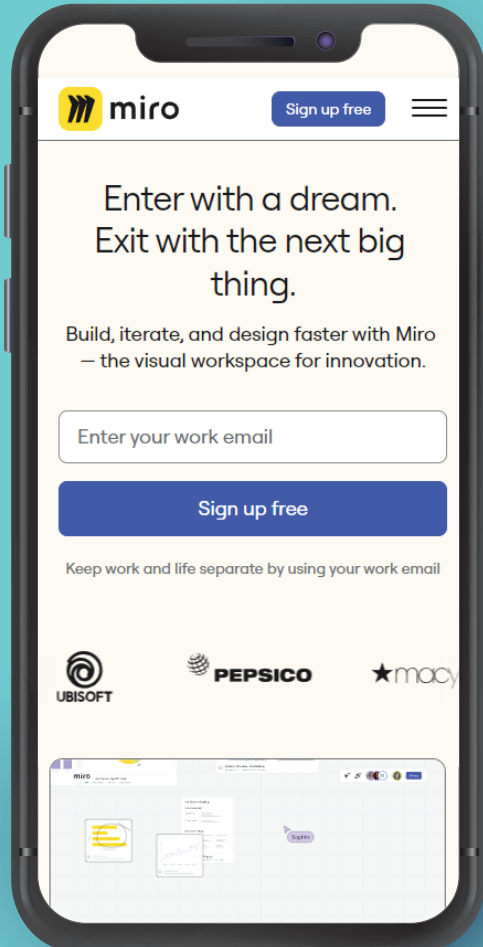 miro
Sign up free
Enter with a dream.
Exit with the next big
thing.
Build, iterate, and design faster with Miro
— the visual workspace for innovation.
Enter your work email
Sign up free
Keep work and life separate by using your work email
UBISOFT
PEPSICO
★macy
miro
Sophie